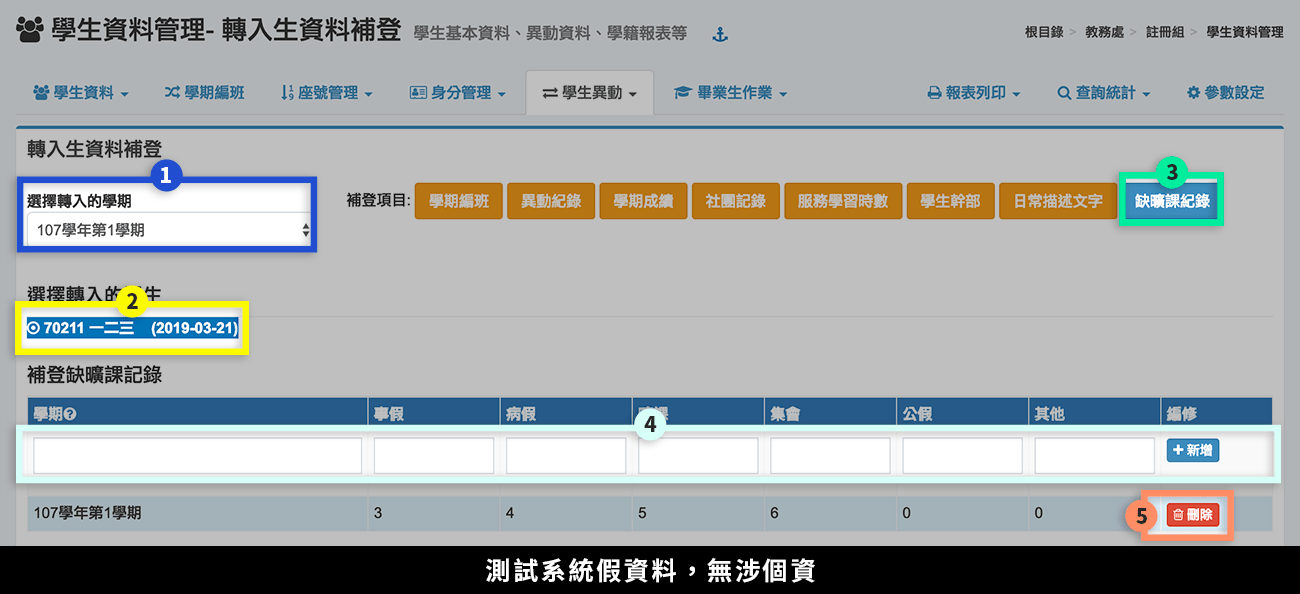 學生資料管理- 轉入生資料補登 學生基本資料、異動資料、學籍報表等
根目錄 > 教務處 > 註冊組 > 學生資料管理
學生資料 學期編班 座號管理 身分管理 學生異動 畢業生作業 報表列印 查詢統計 參數設定
轉入生資料補登
1
選擇轉入的學期
107學年第1學期
補登項目: 學期編班 異動紀錄 學期成績 社團記錄 服務學習時數 學生幹部 日常描述文字 缺曠課紀錄
3
選擇轉入的學生
2
70211 一二三 (2019-03-21)
補登缺曠課記錄
學期 事假 病假 集會 公假 其他 編修
4
+ 新增
107學年第1學期 3 4 5 6 0 0 刪除
5
測試系統假資料，無涉個資